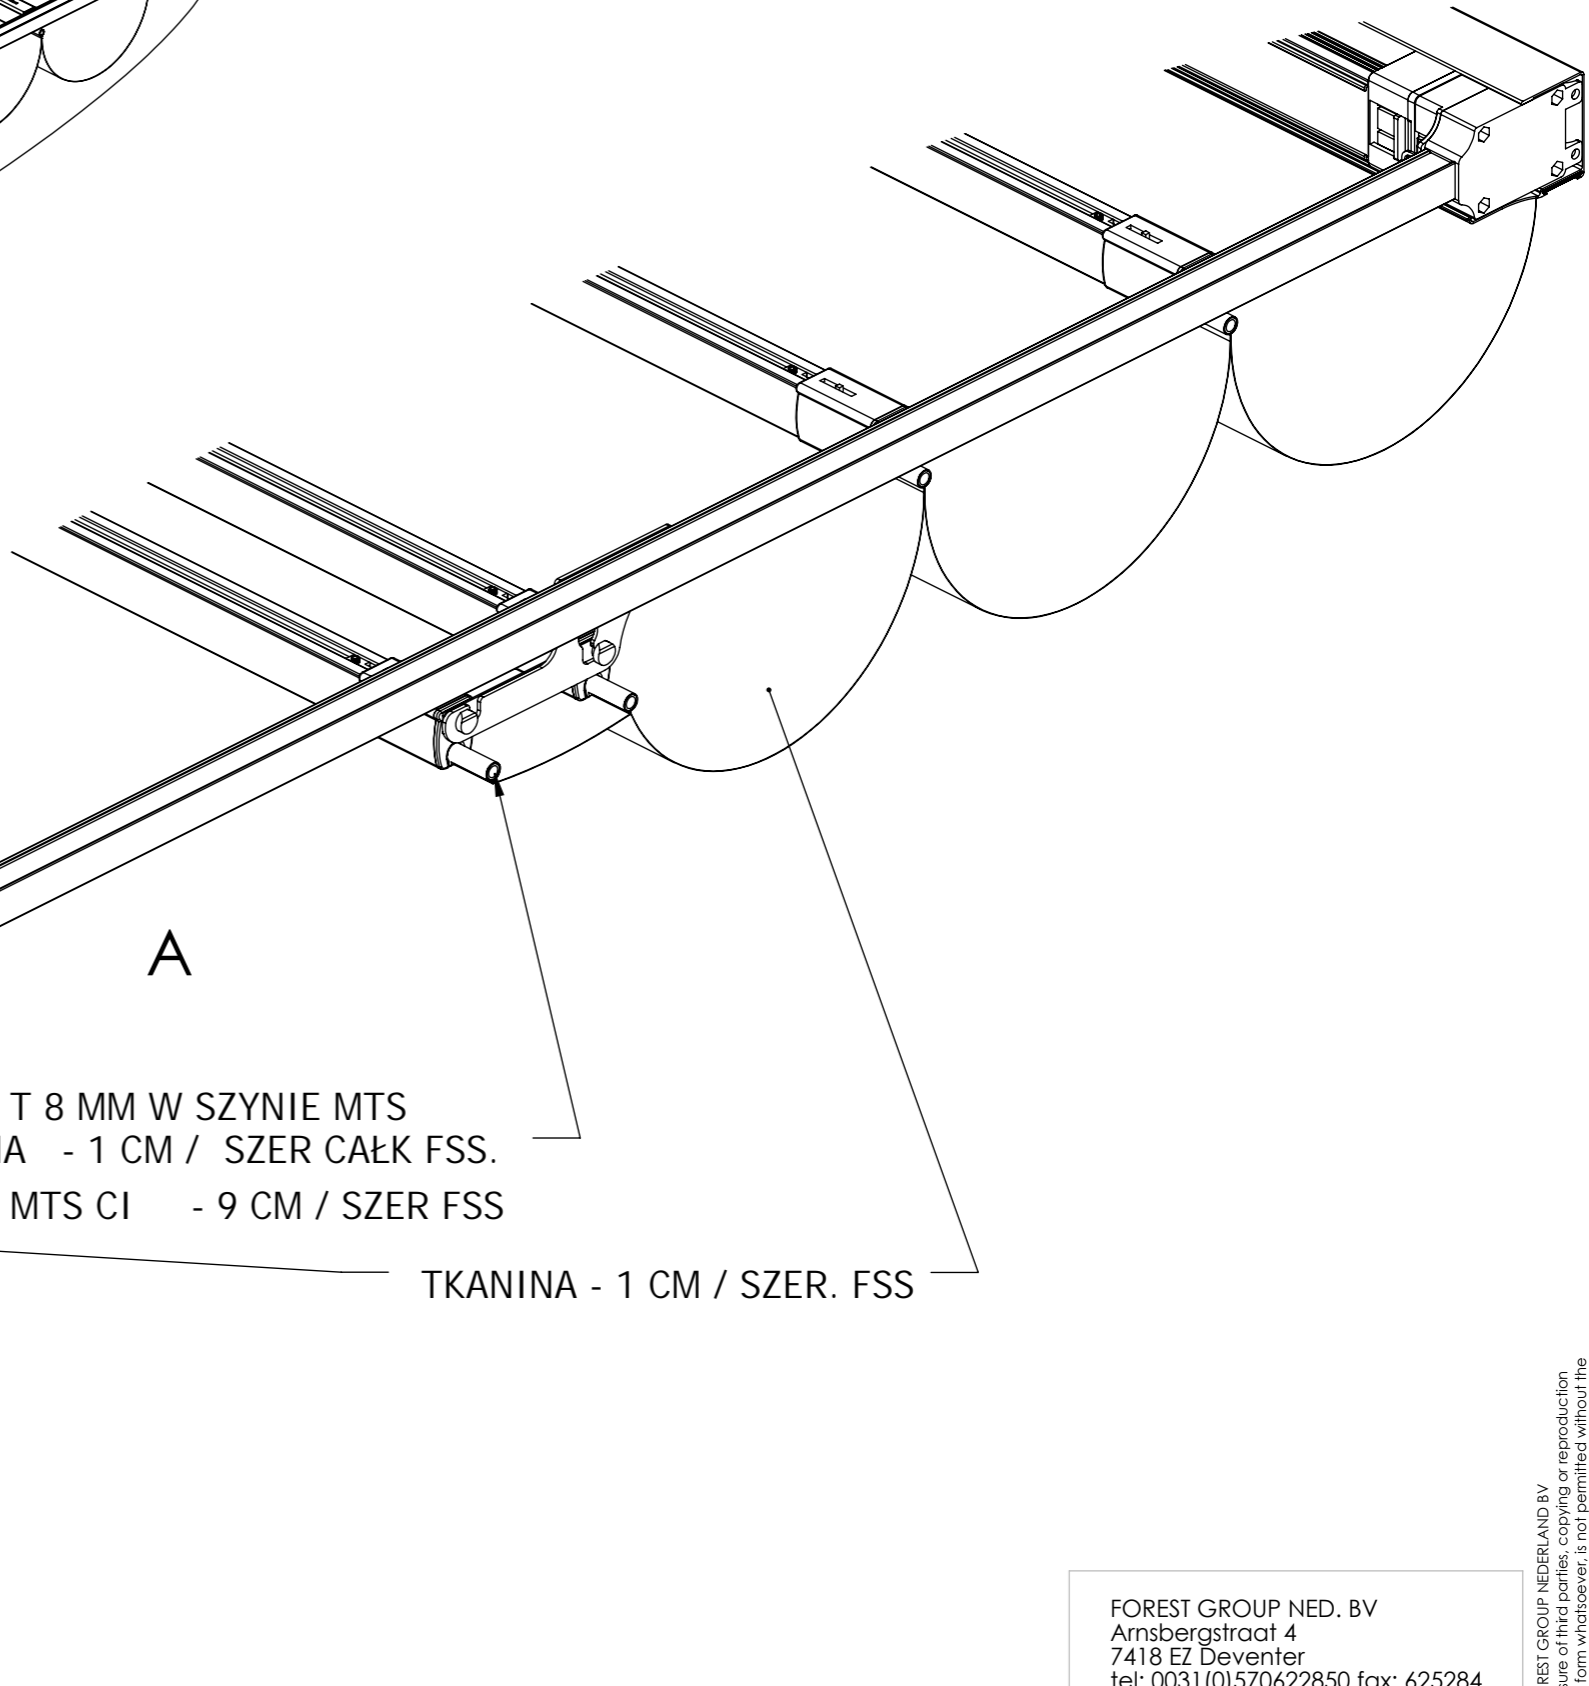 A
T 8 MM W SZYNIE MTS
- 1 CM / SZER CAŁK FSS.
MTS CI - 9 CM / SZER FSS
TKANINA - 1 CM / SZER. FSS
FOREST GROUP NED. BV
Arnsbergstraat 4
7418 EZ Deventer
tel: 0031(0)570622850 fax: 625284
GROUP NEDERLAND BV
of third parties, copying or reproduction
form whatsoever, is not permitted without the